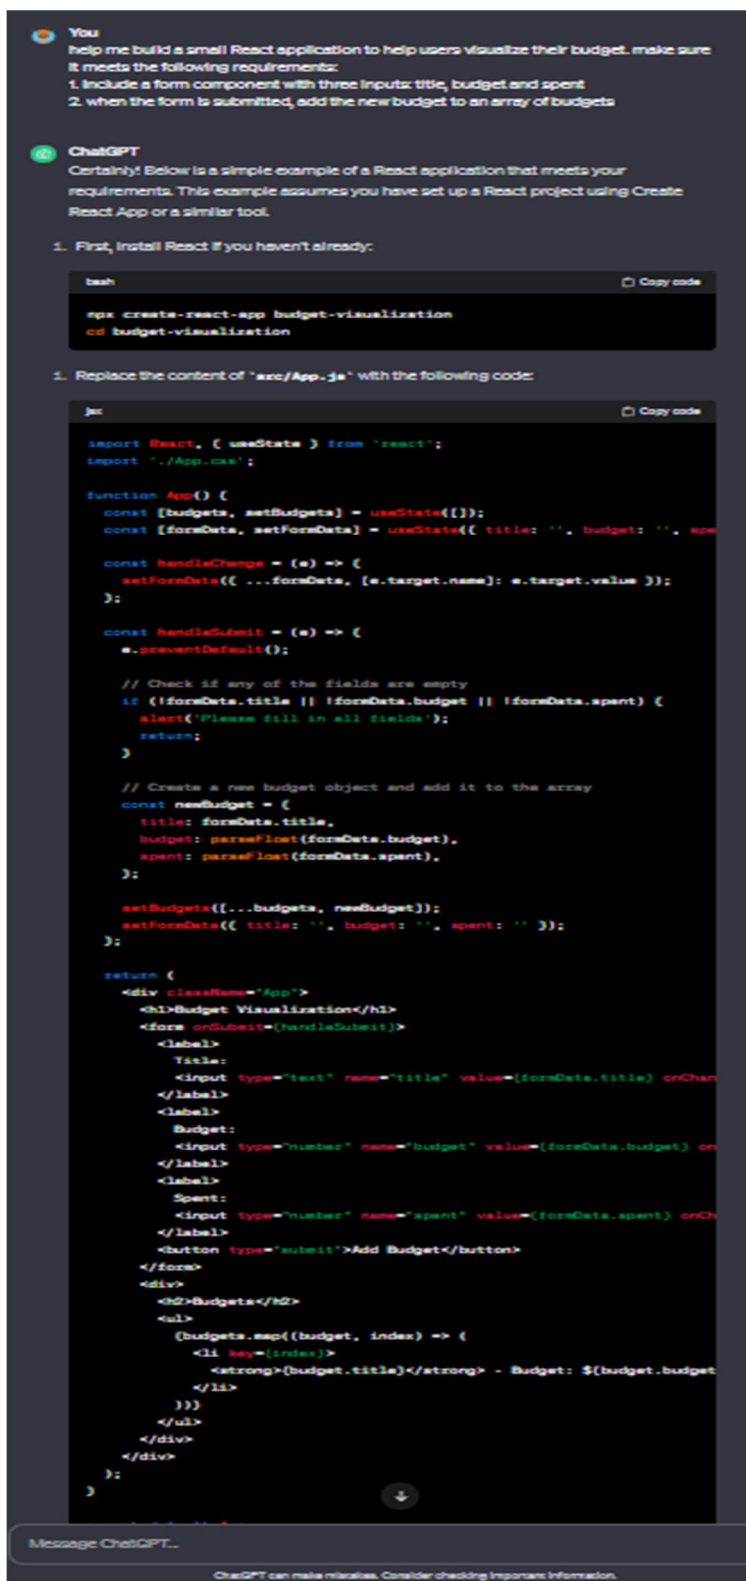 You
help me build a small React application to help users visualize their budget. make sure
it meets the following requirements:
1. include a form component with three inputs: title, budget and spent
2. when the form is submitted, add the new budget to an array of budgets
ChatGPT
Certainly! Below is a simple example of a React application that meets your
requirements. This example assumes you have set up a React project using Create
React App or a similar tool.
1. First, install React if you haven't already:
bash Copy code
npx create-react-app budget-visualization
cd budget-visualization
1. Replace the content of `src/App.js` with the following code:
jsx Copy code
import React, { useState } from 'react';
import './App.css';
function App() {
const [budgets, setBudgets] = useState([]);
const [formData, setFormData] = useState({ title: '', budget: '', spe
const handleChange = (e) => {
setFormData({ ...formData, [e.target.name]: e.target.value });
};
const handleSubmit = (e) => {
e.preventDefault();
// Check if any of the fields are empty
if (!formData.title || !formData.budget || !formData.spent) {
alert('Please fill in all fields');
return;
}
// Create a new budget object and add it to the array
const newBudget = {
title: formData.title,
budget: parseFloat(formData.budget),
spent: parseFloat(formData.spent),
};
setBudgets([...budgets, newBudget]);
setFormData({ title: '', budget: '', spent: '' });
};
return (
<div className="App">
<h1>Budget Visualization</h1>
<form onSubmit={handleSubmit}>
<label>
Title:
<input type="text" name="title" value={formData.title} onChan
</label>
<label>
Budget:
<input type="number" name="budget" value={formData.budget} on
</label>
<label>
Spent:
<input type="number" name="spent" value={formData.spent} onCh
</label>
<button type="submit">Add Budget</button>
</form>
<div>
<h2>Budgets</h2>
<ul>
{budgets.map((budget, index) => (
<li key={index}>
<strong>{budget.title}</strong> - Budget: ${budget.budget
</li>
))}
</ul>
</div>
</div>
);
}
Message ChatGPT...
ChatGPT can make mistakes. Consider checking important information.